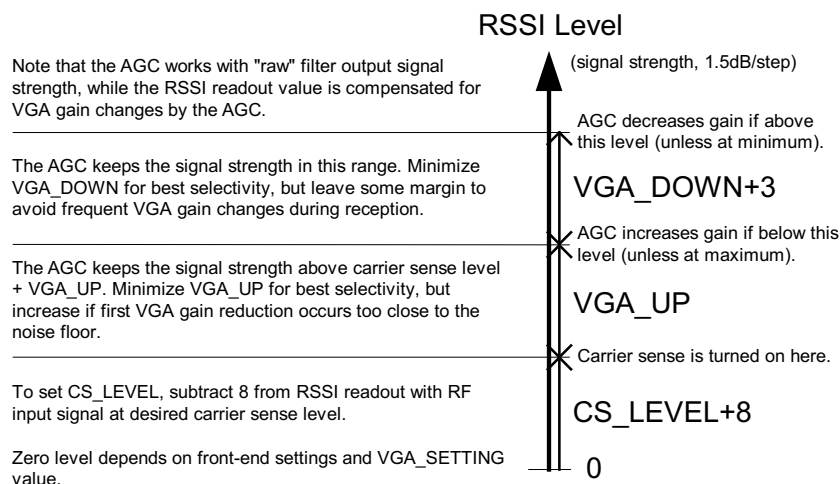 RSSI Level
(signal strength, 1.5dB/step)
Note that the AGC works with "raw" filter output signal
strength, while the RSSI readout value is compensated for
VGA gain changes by the AGC.
AGC decreases gain if above
this level (unless at minimum).
The AGC keeps the signal strength in this range. Minimize
VGA_DOWN for best selectivity, but leave some margin to
avoid frequent VGA gain changes during reception.
VGA_DOWN+3
AGC increases gain if below this
level (unless at maximum).
The AGC keeps the signal strength above carrier sense level
+ VGA_UP. Minimize VGA_UP for best selectivity, but
increase if first VGA gain reduction occurs too close to the
noise floor.
VGA_UP
Carrier sense is turned on here.
To set CS_LEVEL, subtract 8 from RSSI readout with RF
input signal at desired carrier sense level.
CS_LEVEL+8
Zero level depends on front-end settings and VGA_SETTING
value.
0